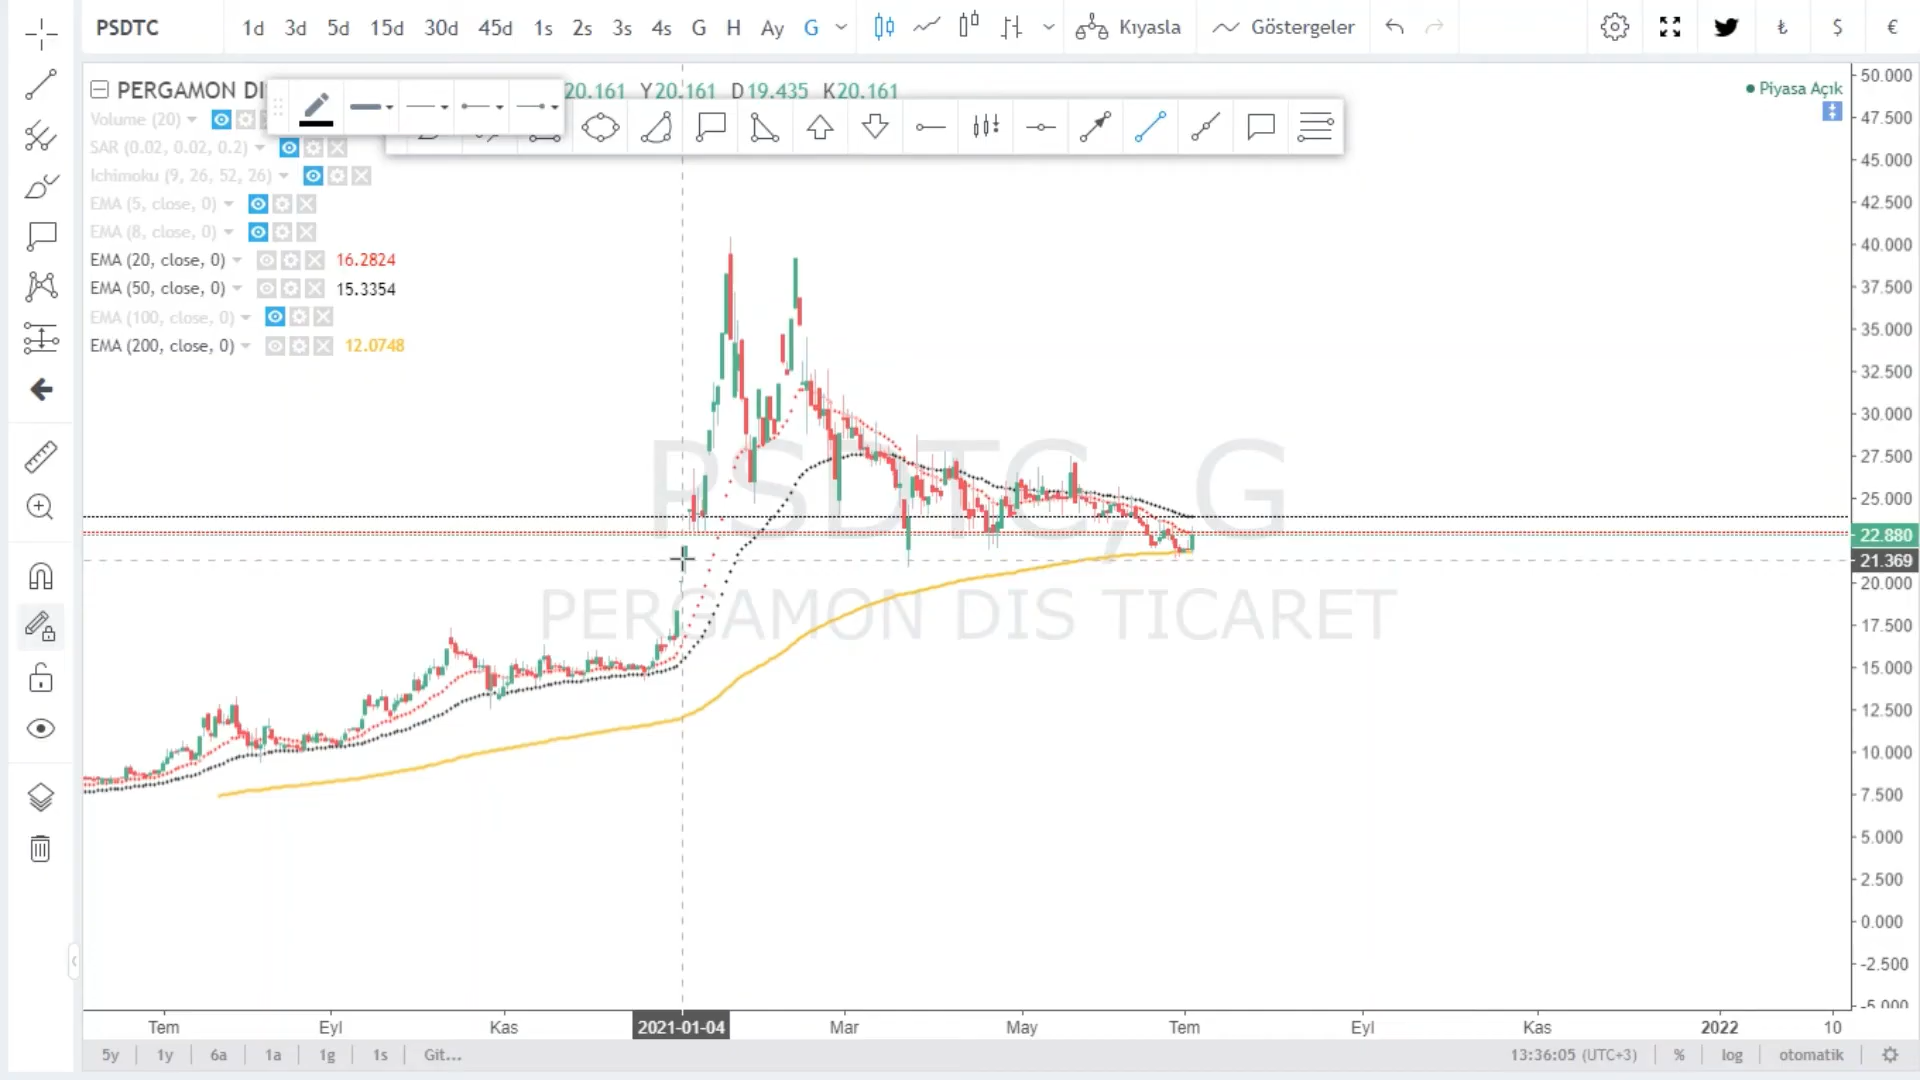 PSDTC 1d 3d 5d 15d 30d 45d 1s 2s 3s 4s G H Ay G Kıyasla Göstergeler ₺ $ €
PERGAMON DI 20.161 Y20.161 D19.435 K20.161
Piyasa Açık
Volume (20)
SAR (0.02, 0.02, 0.2)
Ichimoku (9, 26, 52, 26)
EMA (5, close, 0)
EMA (8, close, 0)
EMA (20, close, 0) 16.2824
EMA (50, close, 0) 15.3354
EMA (100, close, 0)
EMA (200, close, 0) 12.0748
PSDTC, G
PERGAMON DIS TICARET
50.000
47.500
45.000
42.500
40.000
37.500
35.000
32.500
30.000
27.500
25.000
22.880
21.369
20.000
17.500
15.000
12.500
10.000
7.500
5.000
2.500
0.000
-2.500
-5.000
Tem Eyl Kas 2021-01-04 Mar May Tem Eyl Kas 2022 10
5y 1y 6a 1a 1g 1s Git... 13:36:05 (UTC+3) % log otomatik